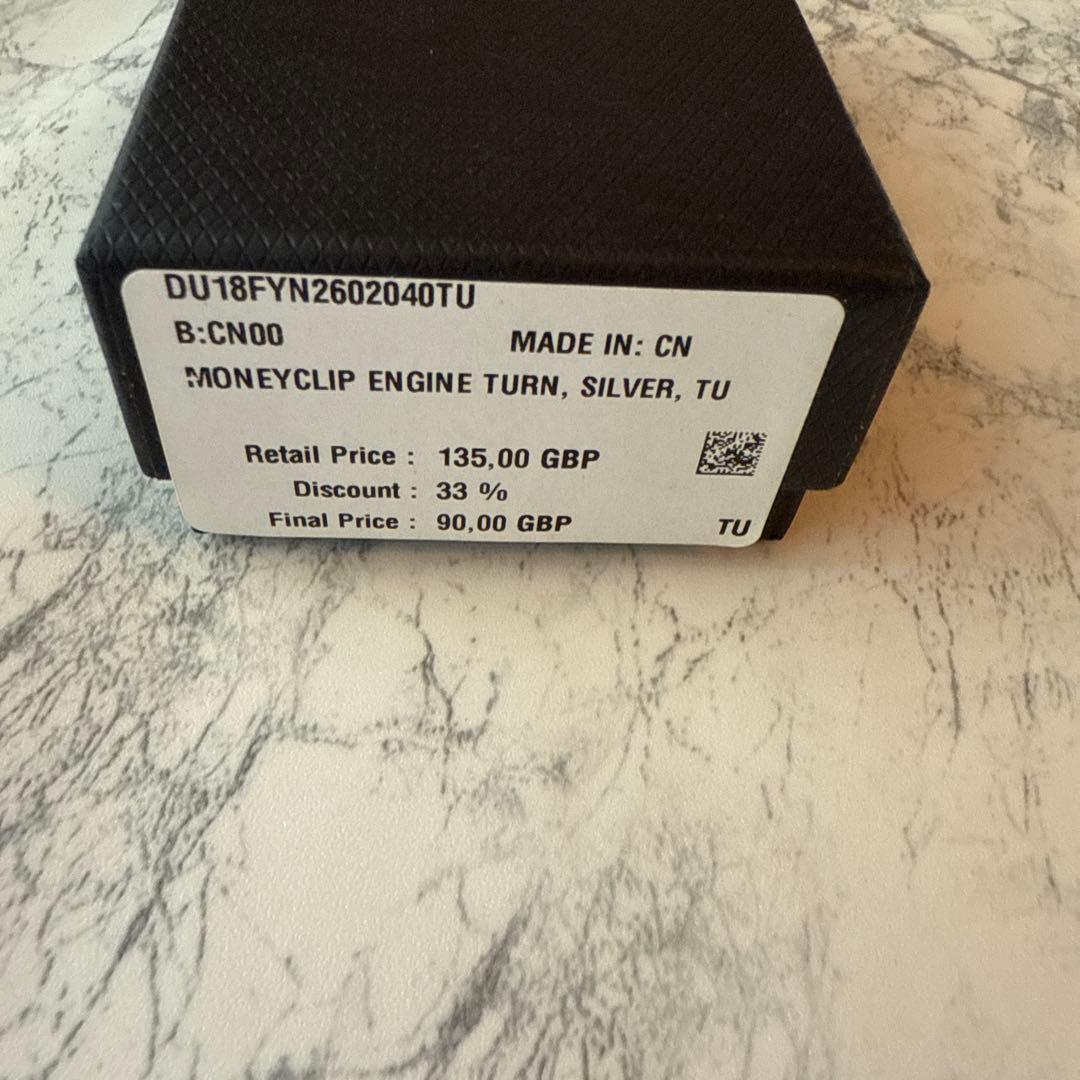 DU18FYN2602040TU
B:CN00 MADE IN: CN
MONEYCLIP ENGINE TURN, SILVER, TU
Retail Price : 135,00 GBP
Discount : 33 %
Final Price : 90,00 GBP TU